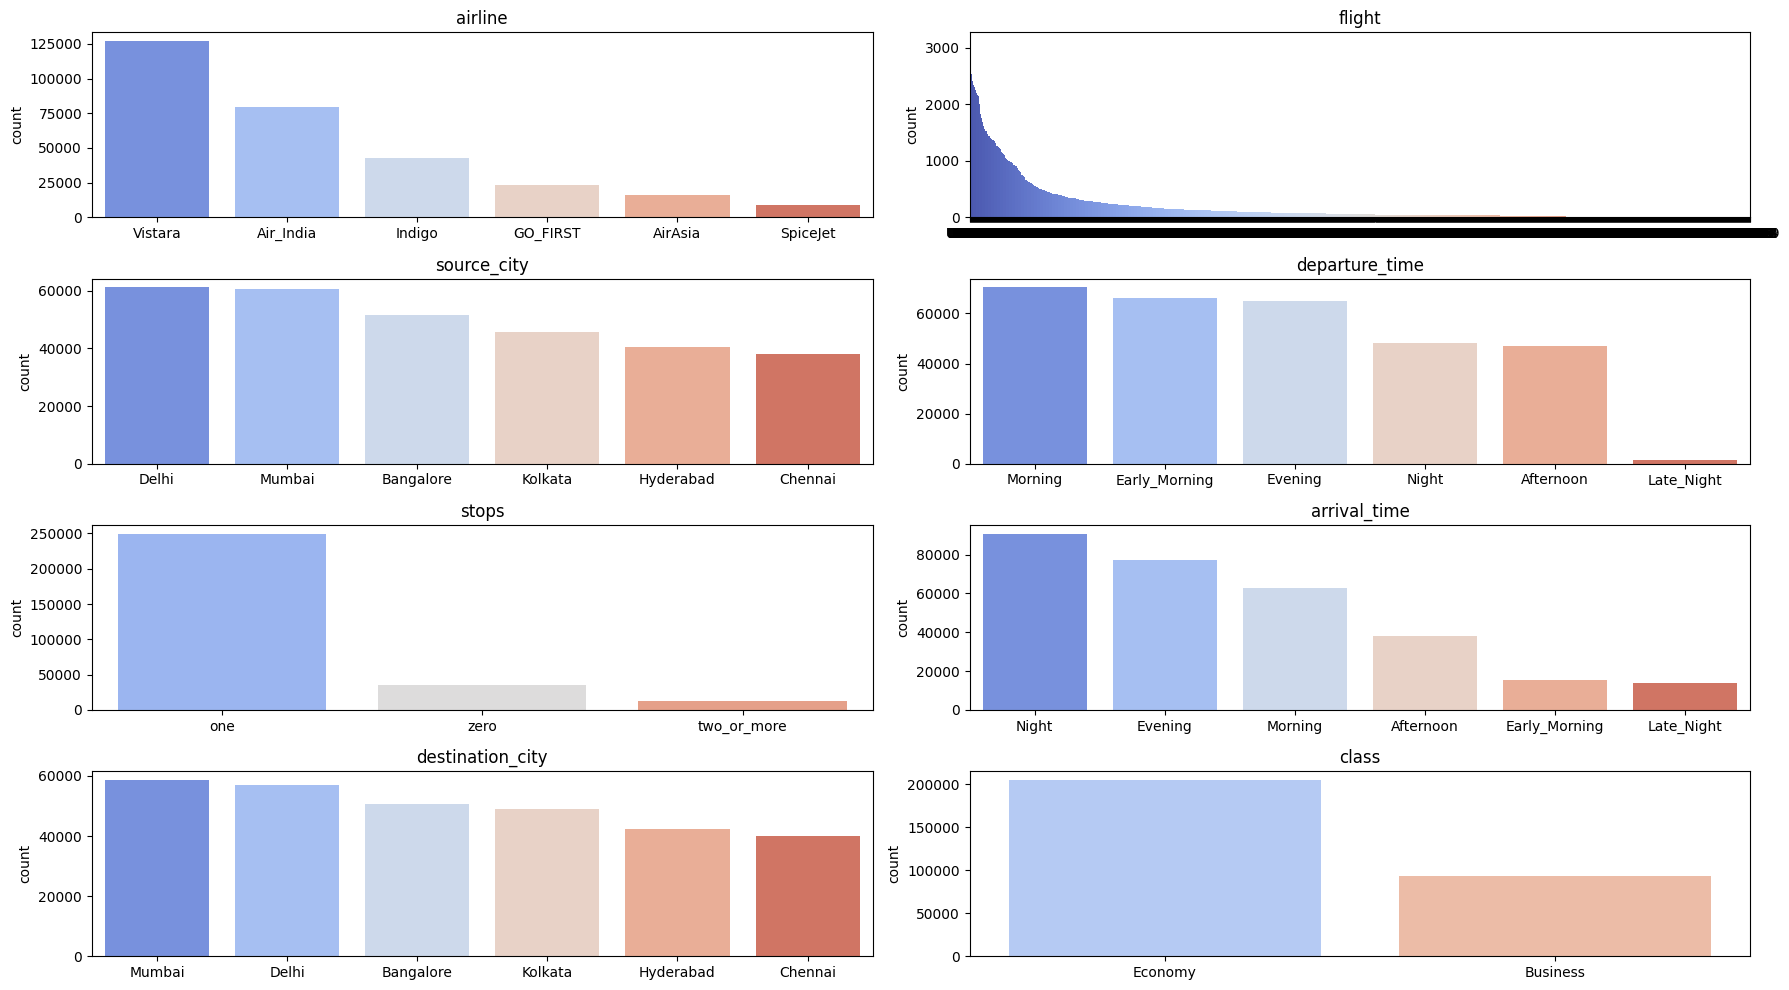 airline
count
125000
100000
75000
50000
25000
0
Vistara Air_India Indigo GO_FIRST AirAsia SpiceJet
flight
count
3000
2000
1000
0
source_city
count
60000
40000
20000
0
Delhi Mumbai Bangalore Kolkata Hyderabad Chennai
departure_time
count
60000
40000
20000
0
Morning Early_Morning Evening Night Afternoon Late_Night
stops
count
250000
200000
150000
100000
50000
0
one zero two_or_more
arrival_time
count
80000
60000
40000
20000
0
Night Evening Morning Afternoon Early_Morning Late_Night
destination_city
count
60000
40000
20000
0
Mumbai Delhi Bangalore Kolkata Hyderabad Chennai
class
count
200000
150000
100000
50000
0
Economy Business